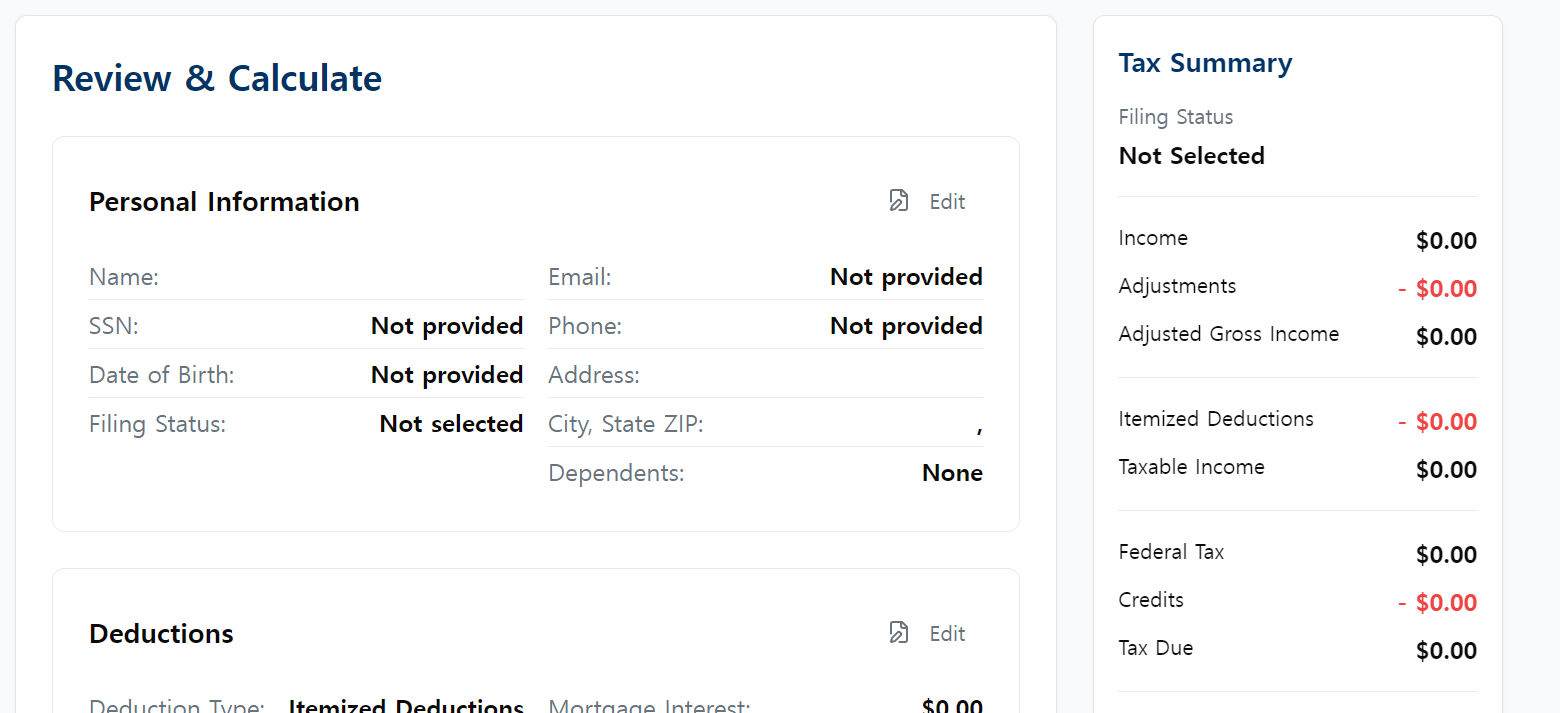 Review & Calculate
Personal Information
Edit
Name:
SSN: Not provided
Date of Birth: Not provided
Filing Status: Not selected
Email: Not provided
Phone: Not provided
Address:
City, State ZIP: ,
Dependents: None
Deductions
Edit
Deduction Type: Itemized Deductions
Mortgage Interest: $0.00
Tax Summary
Filing Status
Not Selected
Income $0.00
Adjustments - $0.00
Adjusted Gross Income $0.00
Itemized Deductions - $0.00
Taxable Income $0.00
Federal Tax $0.00
Credits - $0.00
Tax Due $0.00